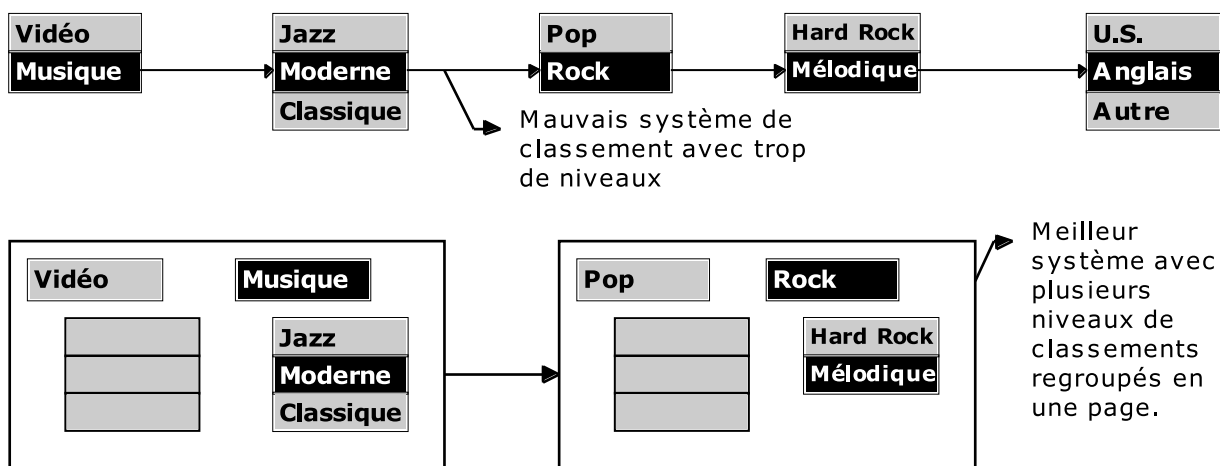 Vidéo
Musique
Jazz
Moderne
Classique
Pop
Rock
Hard Rock
Mélodique
U.S.
Anglais
Autre
Mauvais système de
classement avec trop
de niveaux
Vidéo
Musique
Jazz
Moderne
Classique
Pop
Rock
Hard Rock
Mélodique
Meilleur
système avec
plusieurs
niveaux de
classements
regroupés en
une page.